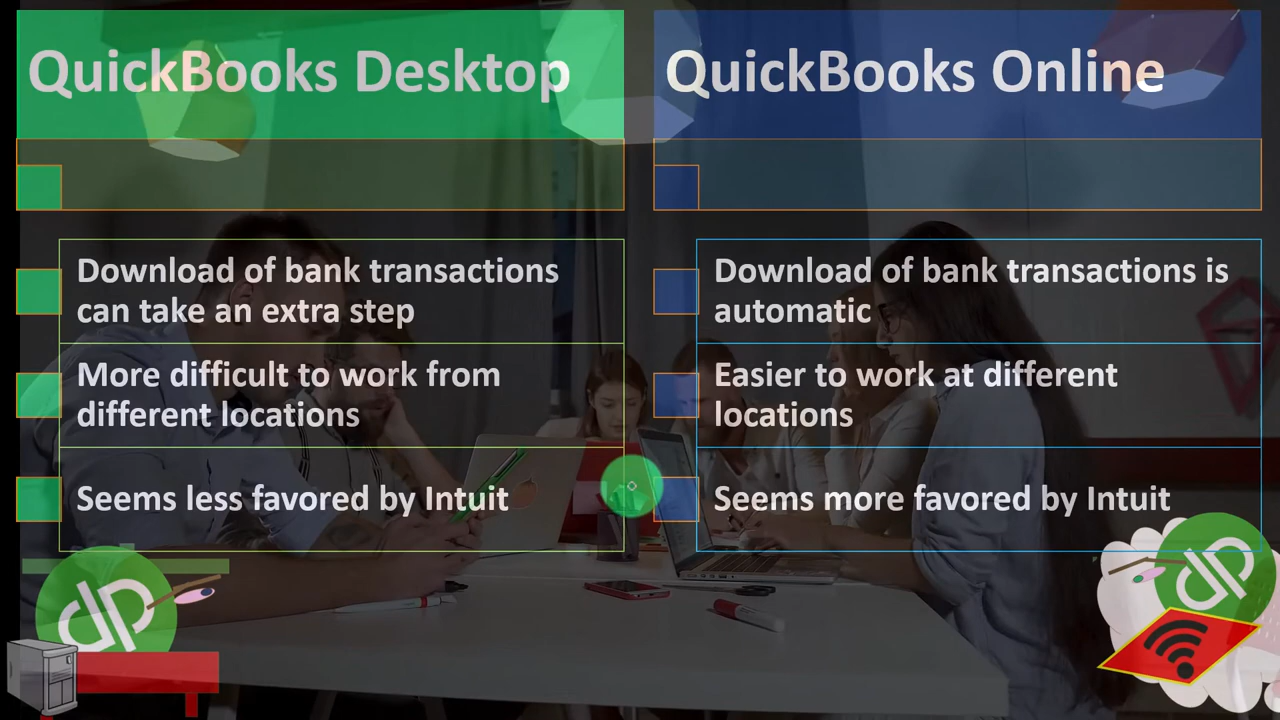 QuickBooks Desktop
Download of bank transactions
can take an extra step
More difficult to work from
different locations
Seems less favored by Intuit
QuickBooks Online
Download of bank transactions is
automatic
Easier to work at different
locations
Seems more favored by Intuit